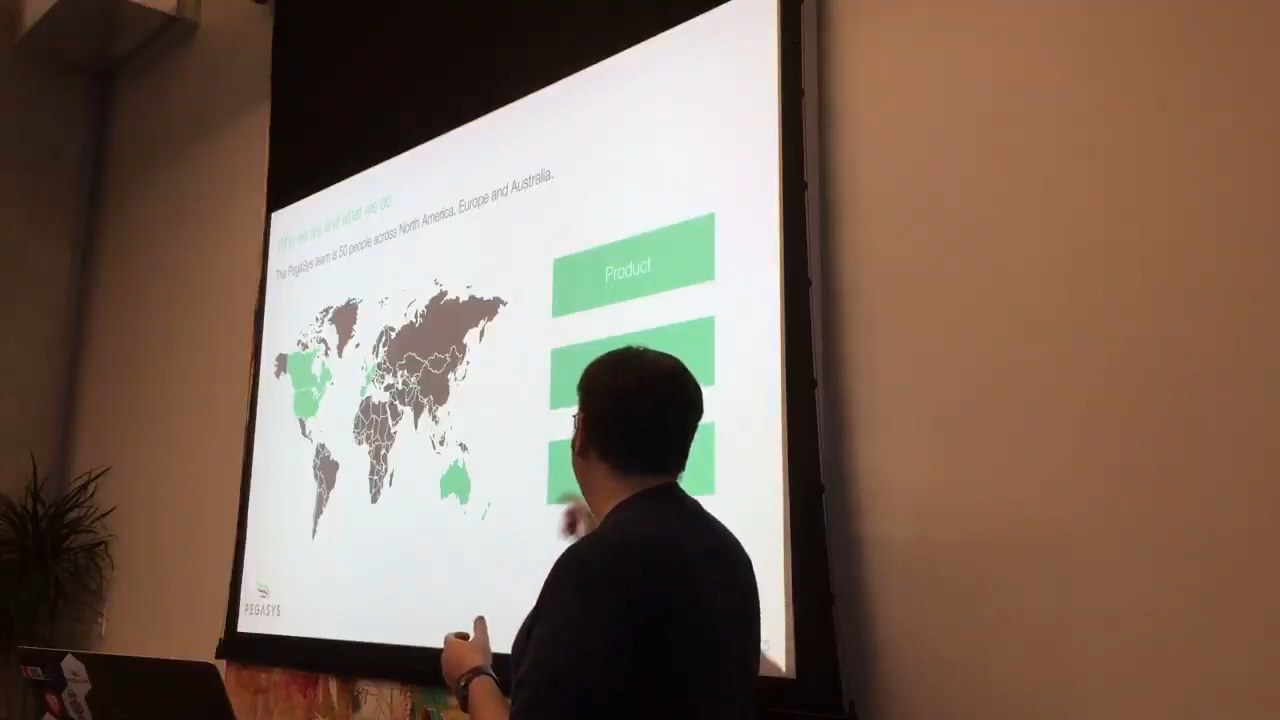 Who we are and what we do
The PegaSys team is 50 people across North America, Europe and Australia.
Product
PEGASYS